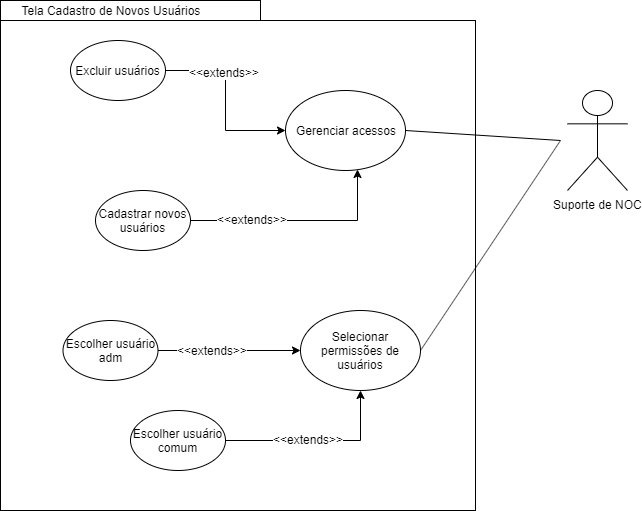 Tela Cadastro de Novos Usuários
Excluir usuários
<<extends>>
Gerenciar acessos
Suporte de NOC
Cadastrar novos
usuários
<<extends>>
Escolher usuário
adm
<<extends>>
Selecionar
permissões de
usuários
Escolher usuário
comum
<<extends>>